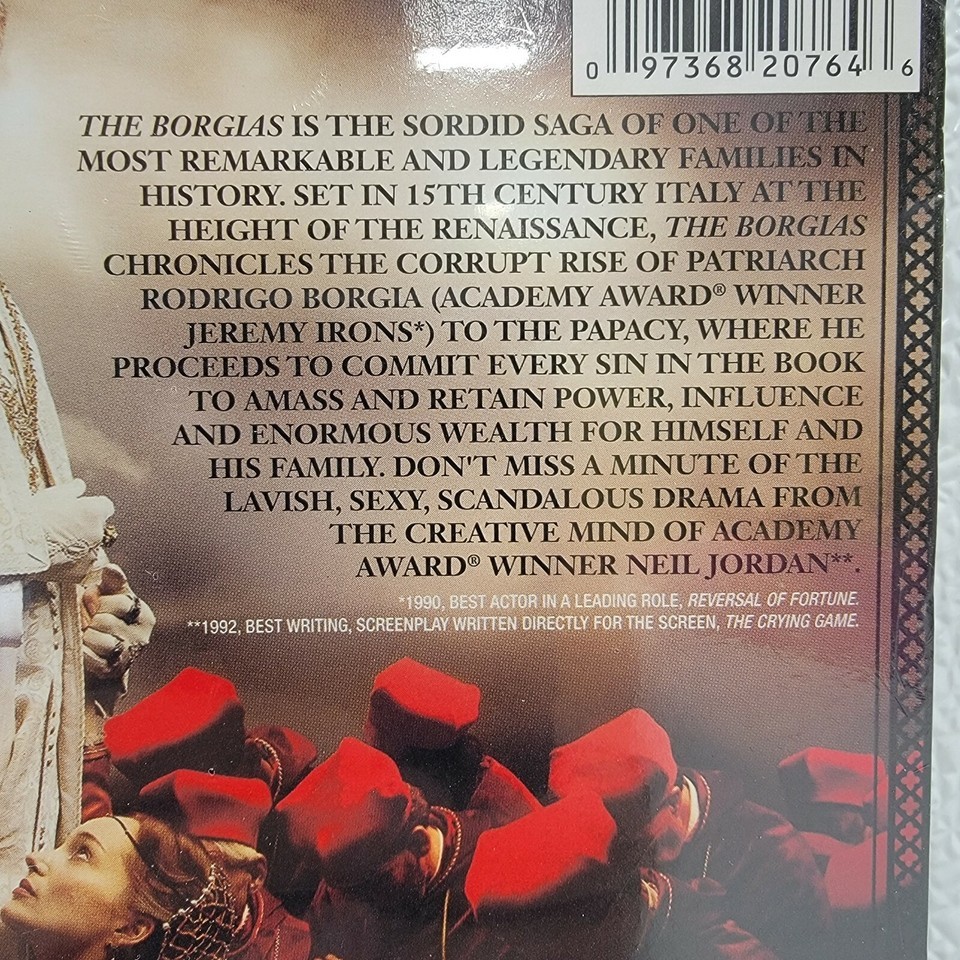 0 97368 20764 6
THE BORGIAS IS THE SORDID SAGA OF ONE OF THE
MOST REMARKABLE AND LEGENDARY FAMILIES IN
HISTORY. SET IN 15TH CENTURY ITALY AT THE
HEIGHT OF THE RENAISSANCE, THE BORGIAS
CHRONICLES THE CORRUPT RISE OF PATRIARCH
RODRIGO BORGIA (ACADEMY AWARD® WINNER
JEREMY IRONS*) TO THE PAPACY, WHERE HE
PROCEEDS TO COMMIT EVERY SIN IN THE BOOK
TO AMASS AND RETAIN POWER, INFLUENCE
AND ENORMOUS WEALTH FOR HIMSELF AND
HIS FAMILY. DON'T MISS A MINUTE OF THE
LAVISH, SEXY, SCANDALOUS DRAMA FROM
THE CREATIVE MIND OF ACADEMY
AWARD® WINNER NEIL JORDAN**.
*1990, BEST ACTOR IN A LEADING ROLE, REVERSAL OF FORTUNE.
**1992, BEST WRITING, SCREENPLAY WRITTEN DIRECTLY FOR THE SCREEN, THE CRYING GAME.